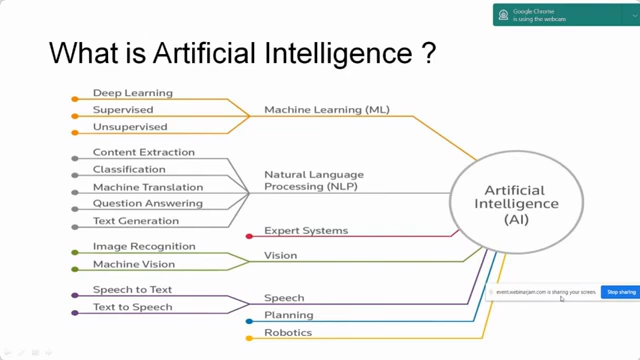 Google Chrome
is using the webcam
What is Artificial Intelligence ?
Deep Learning
Supervised
Unsupervised
Machine Learning (ML)
Content Extraction
Classification
Machine Translation
Question Answering
Text Generation
Natural Language
Processing (NLP)
Artificial
Intelligence
(AI)
Expert Systems
Image Recognition
Machine Vision
Vision
Speech to Text
Text to Speech
Speech
Planning
Robotics
event.webinarjam.com is sharing your screen.
Stop sharing